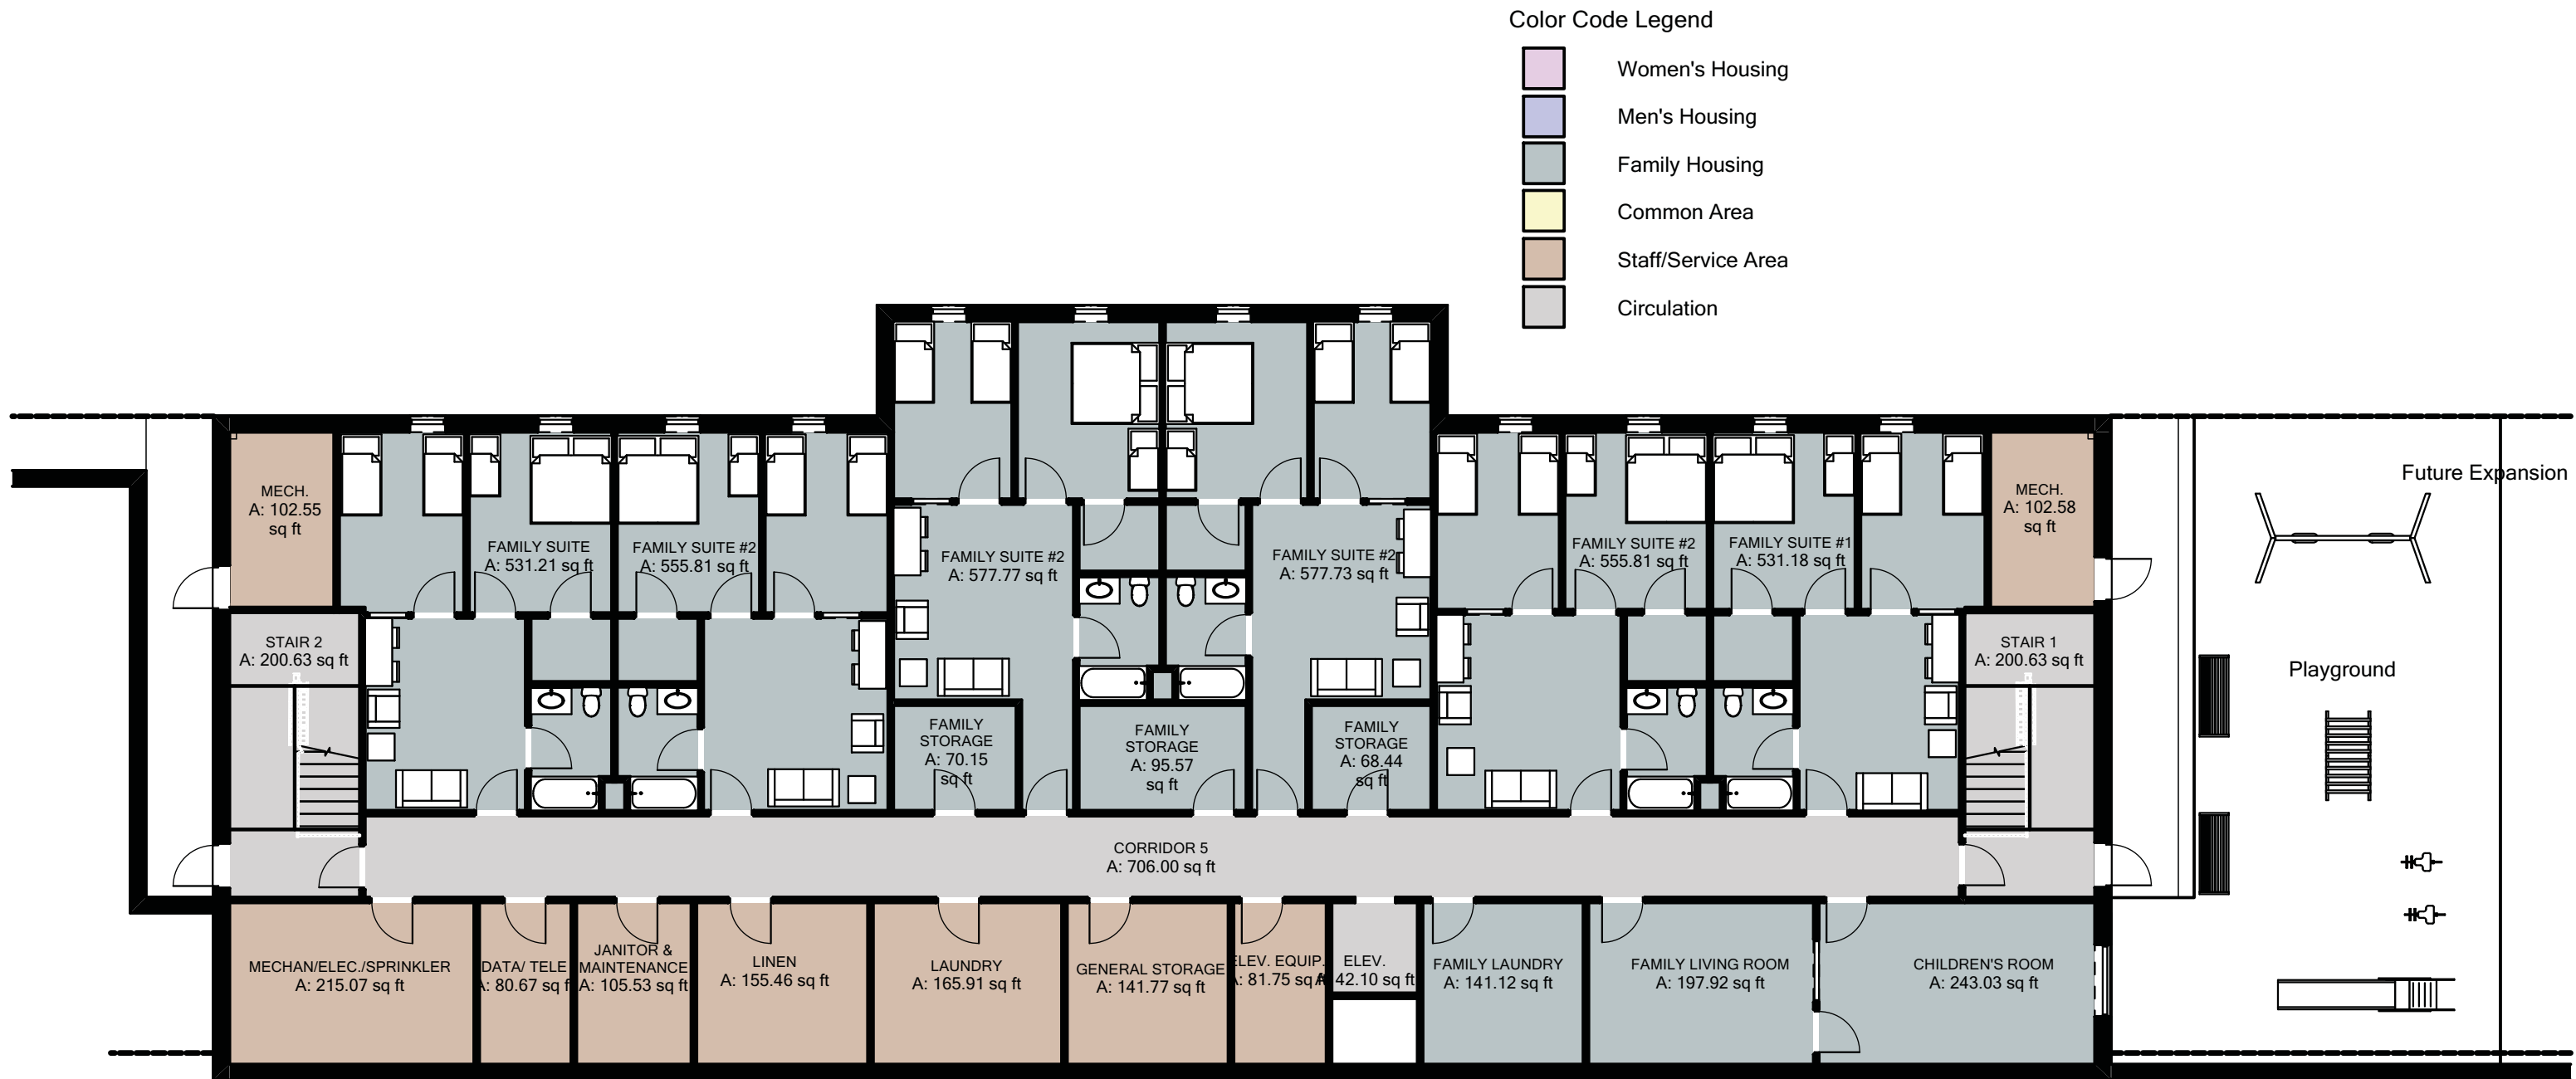 Color Code Legend
Women's Housing
Men's Housing
Family Housing
Common Area
Staff/Service Area
Circulation
MECH.
A: 102.55
sq ft
FAMILY SUITE
A: 531.21 sq ft
FAMILY SUITE #2
A: 555.81 sq ft
FAMILY SUITE #2
A: 577.77 sq ft
FAMILY SUITE #2
A: 577.73 sq ft
FAMILY SUITE #2
A: 555.81 sq ft
FAMILY SUITE #1
A: 531.18 sq ft
MECH.
A: 102.58
sq ft
Future Expansion
STAIR 2
A: 200.63 sq ft
STAIR 1
A: 200.63 sq ft
Playground
FAMILY
STORAGE
A: 70.15
sq ft
FAMILY
STORAGE
A: 95.57
sq ft
FAMILY
STORAGE
A: 68.44
sq ft
CORRIDOR 5
A: 706.00 sq ft
MECHAN/ELEC./SPRINKLER
A: 215.07 sq ft
DATA/ TELE
A: 80.67 sq ft
JANITOR &
MAINTENANCE
A: 105.53 sq ft
LINEN
A: 155.46 sq ft
LAUNDRY
A: 165.91 sq ft
GENERAL STORAGE
A: 141.77 sq ft
ELEV. EQUIP.
A: 81.75 sq ft
ELEV.
A: 42.10 sq ft
FAMILY LAUNDRY
A: 141.12 sq ft
FAMILY LIVING ROOM
A: 197.92 sq ft
CHILDREN'S ROOM
A: 243.03 sq ft